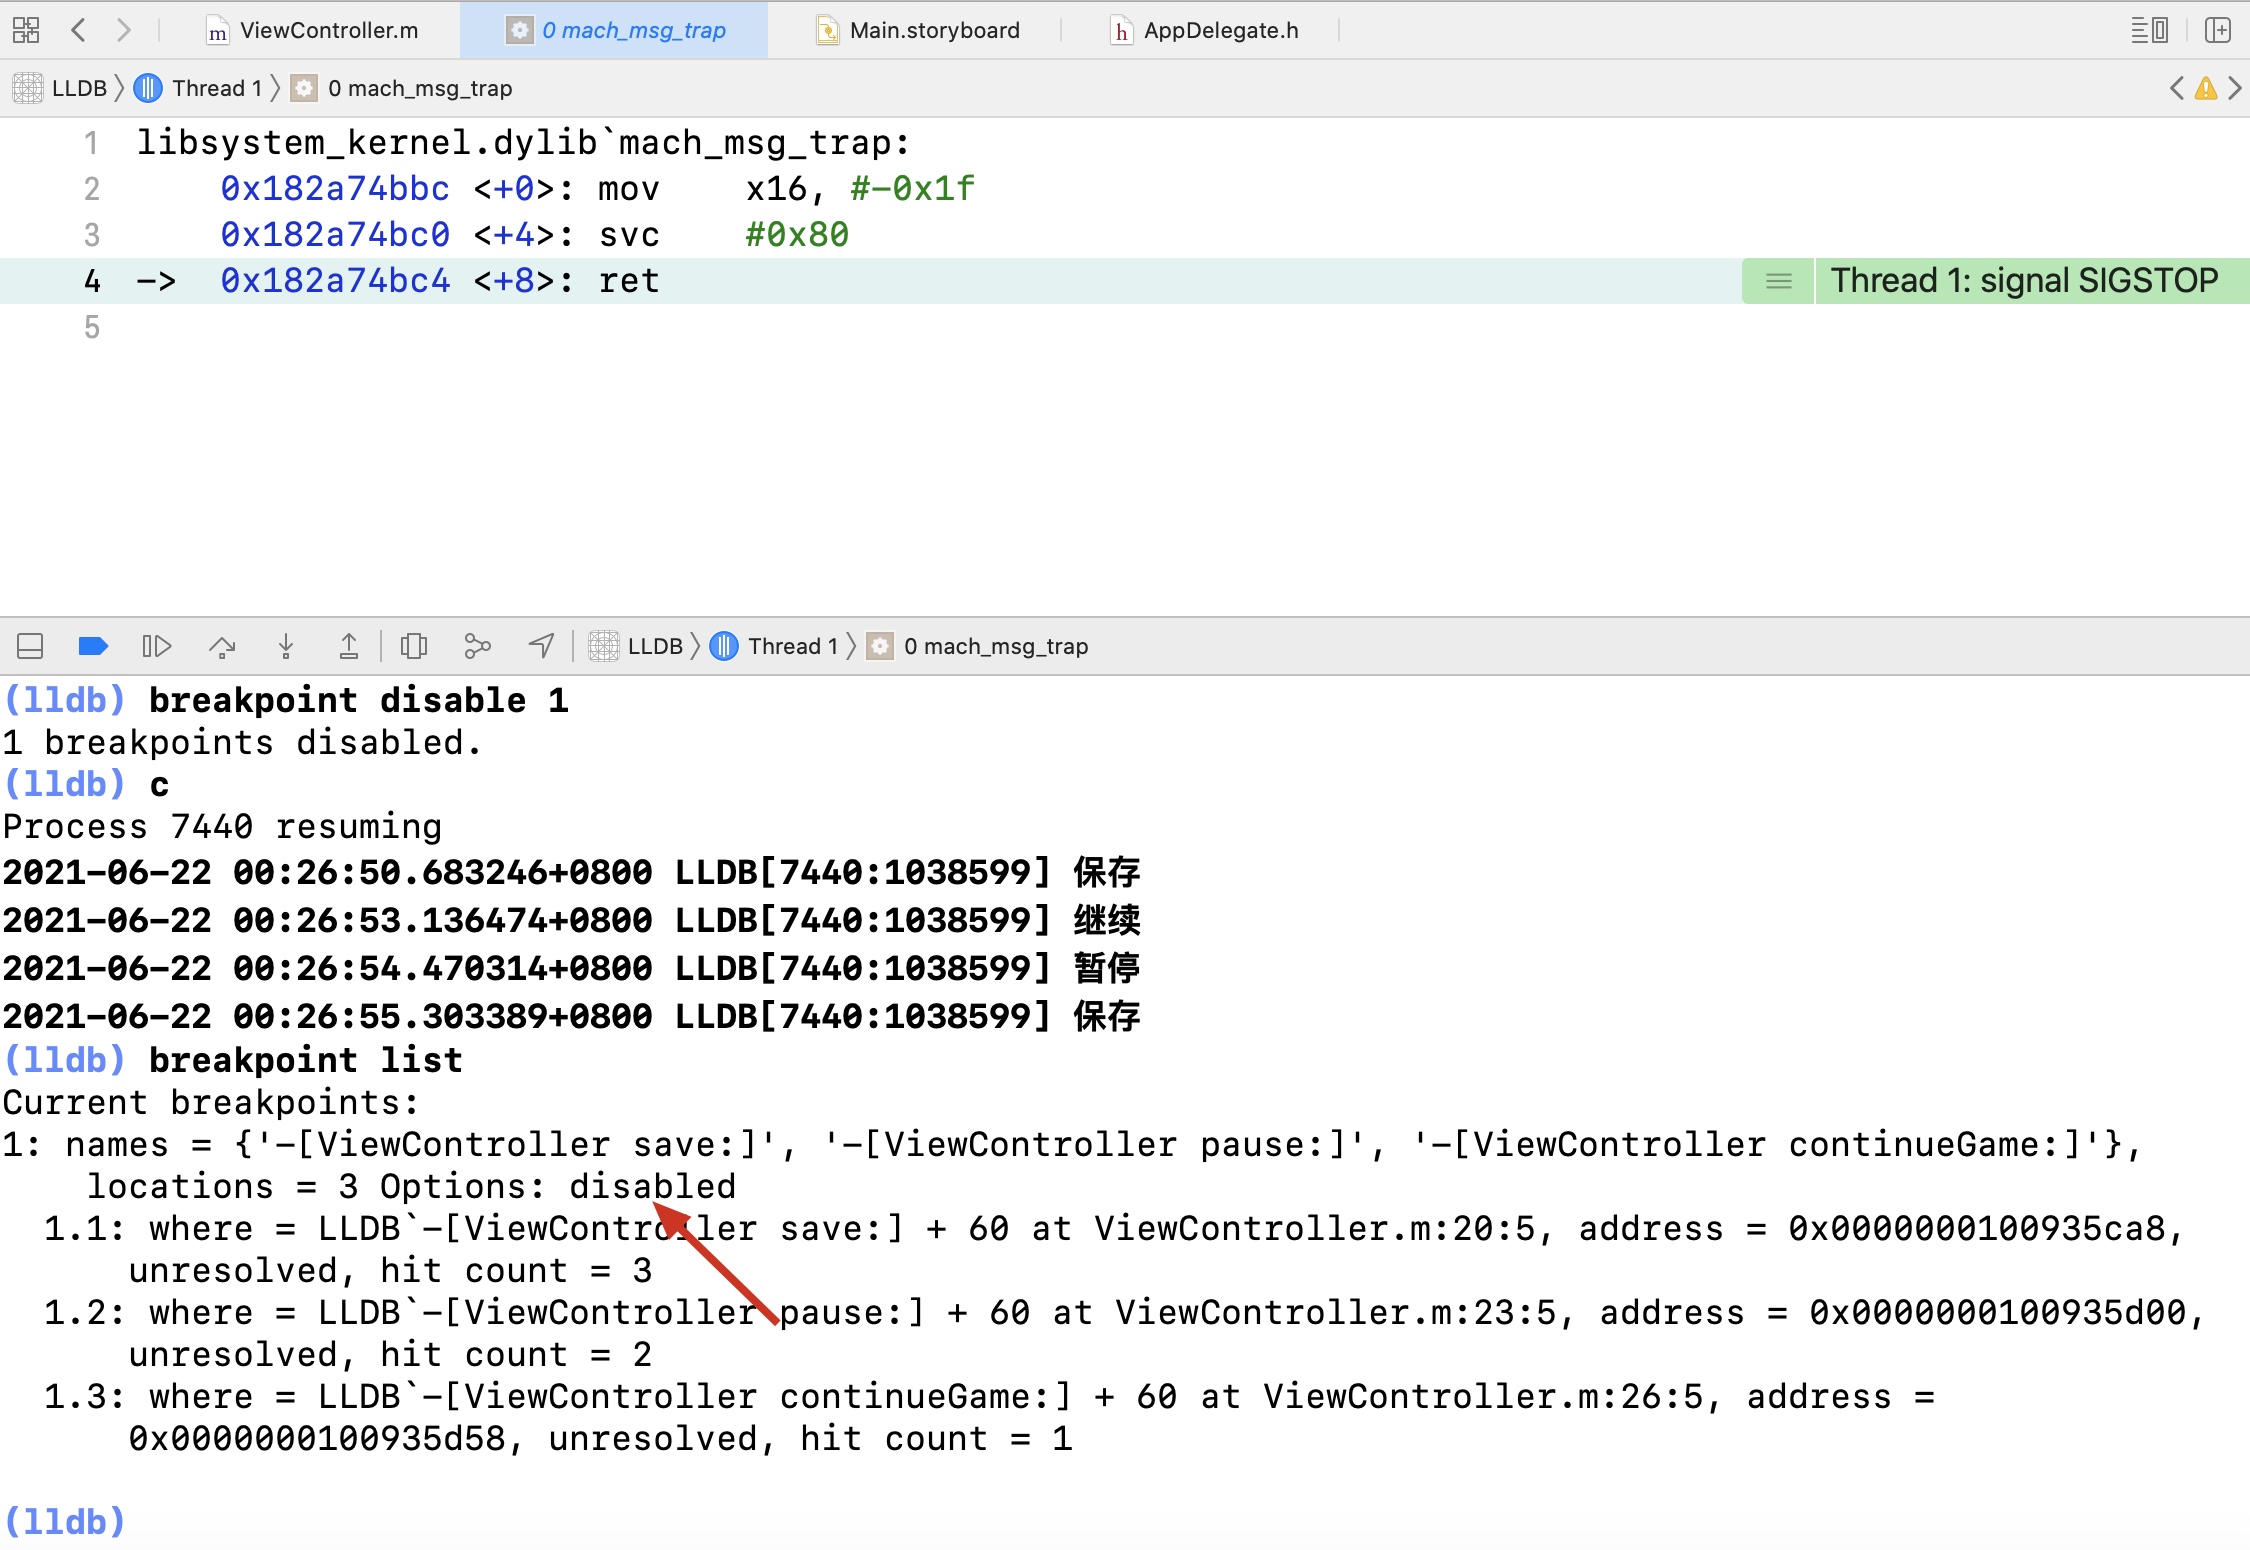 ViewController.m 0 mach_msg_trap Main.storyboard AppDelegate.h
LLDB Thread 1 0 mach_msg_trap
1 libsystem_kernel.dylib`mach_msg_trap:
2 0x182a74bbc <+0>: mov x16, #-0x1f
3 0x182a74bc0 <+4>: svc #0x80
4 -> 0x182a74bc4 <+8>: ret Thread 1: signal SIGSTOP
5
LLDB Thread 1 0 mach_msg_trap
(lldb) breakpoint disable 1
1 breakpoints disabled.
(lldb) c
Process 7440 resuming
2021-06-22 00:26:50.683246+0800 LLDB[7440:1038599] 保存
2021-06-22 00:26:53.136474+0800 LLDB[7440:1038599] 继续
2021-06-22 00:26:54.470314+0800 LLDB[7440:1038599] 暂停
2021-06-22 00:26:55.303389+0800 LLDB[7440:1038599] 保存
(lldb) breakpoint list
Current breakpoints:
1: names = {'-[ViewController save:]', '-[ViewController pause:]', '-[ViewController continueGame:]'},
locations = 3 Options: disabled
1.1: where = LLDB`-[ViewController save:] + 60 at ViewController.m:20:5, address = 0x0000000100935ca8,
unresolved, hit count = 3
1.2: where = LLDB`-[ViewController pause:] + 60 at ViewController.m:23:5, address = 0x0000000100935d00,
unresolved, hit count = 2
1.3: where = LLDB`-[ViewController continueGame:] + 60 at ViewController.m:26:5, address =
0x0000000100935d58, unresolved, hit count = 1
(lldb)